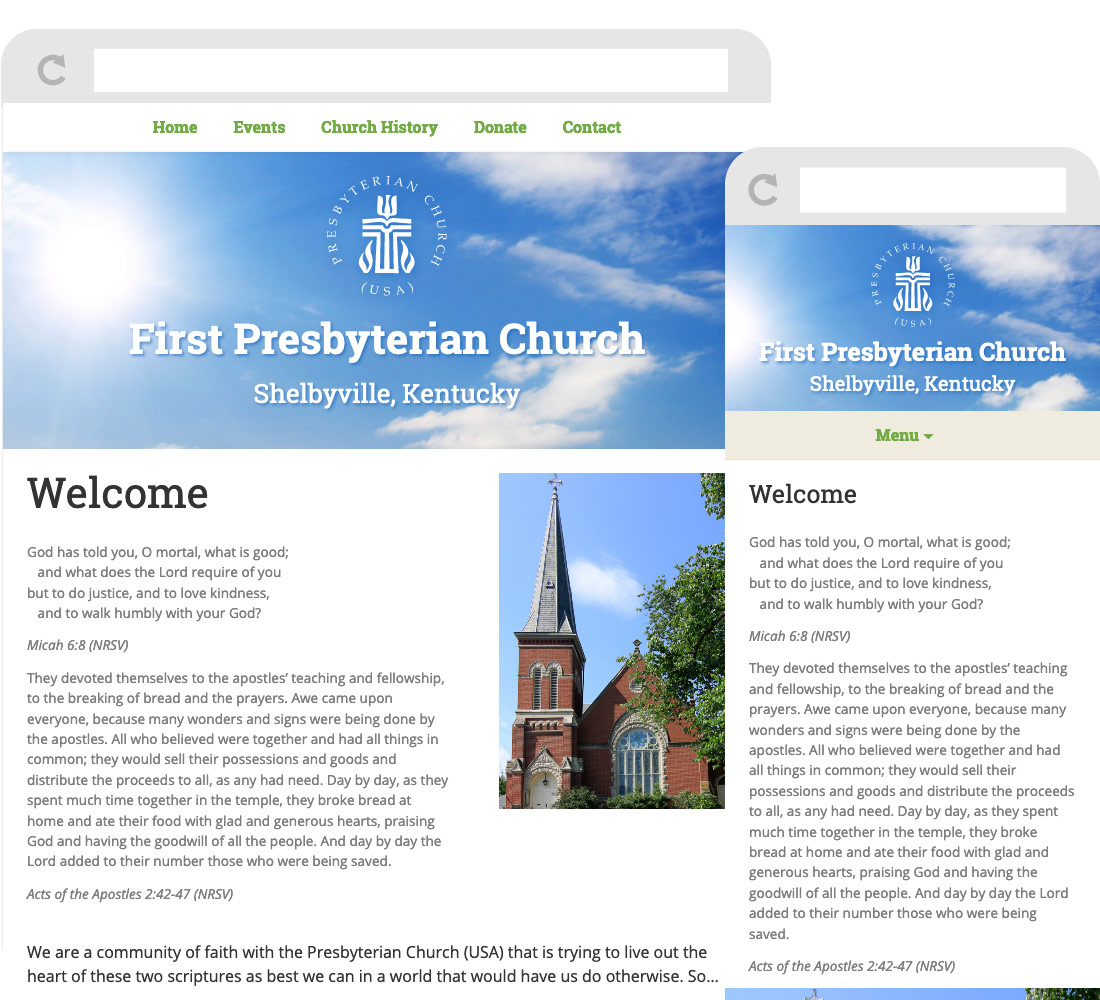 Home Events Church History Donate Contact
PRESBYTERIAN CHURCH
(USA)
First Presbyterian Church
Shelbyville, Kentucky
Welcome
God has told you, O mortal, what is good;
and what does the Lord require of you
but to do justice, and to love kindness,
and to walk humbly with your God?
Micah 6:8 (NRSV)
They devoted themselves to the apostles’ teaching and fellowship,
to the breaking of bread and the prayers. Awe came upon
everyone, because many wonders and signs were being done by
the apostles. All who believed were together and had all things in
common; they would sell their possessions and goods and
distribute the proceeds to all, as any had need. Day by day, as they
spent much time together in the temple, they broke bread at
home and ate their food with glad and generous hearts, praising
God and having the goodwill of all the people. And day by day the
Lord added to their number those who were being saved.
Acts of the Apostles 2:42-47 (NRSV)
We are a community of faith with the Presbyterian Church (USA) that is trying to live out the
heart of these two scriptures as best we can in a world that would have us do otherwise. So...
PRESBYTERIAN CHURCH
(USA)
First Presbyterian Church
Shelbyville, Kentucky
Menu
Welcome
God has told you, O mortal, what is good;
and what does the Lord require of you
but to do justice, and to love kindness,
and to walk humbly with your God?
Micah 6:8 (NRSV)
They devoted themselves to the apostles’ teaching
and fellowship, to the breaking of bread and the
prayers. Awe came upon everyone, because many
wonders and signs were being done by the
apostles. All who believed were together and had
all things in common; they would sell their
possessions and goods and distribute the proceeds
to all, as any had need. Day by day, as they spent
much time together in the temple, they broke
bread at home and ate their food with glad and
generous hearts, praising God and having the
goodwill of all the people. And day by day the Lord
added to their number those who were being
saved.
Acts of the Apostles 2:42-47 (NRSV)